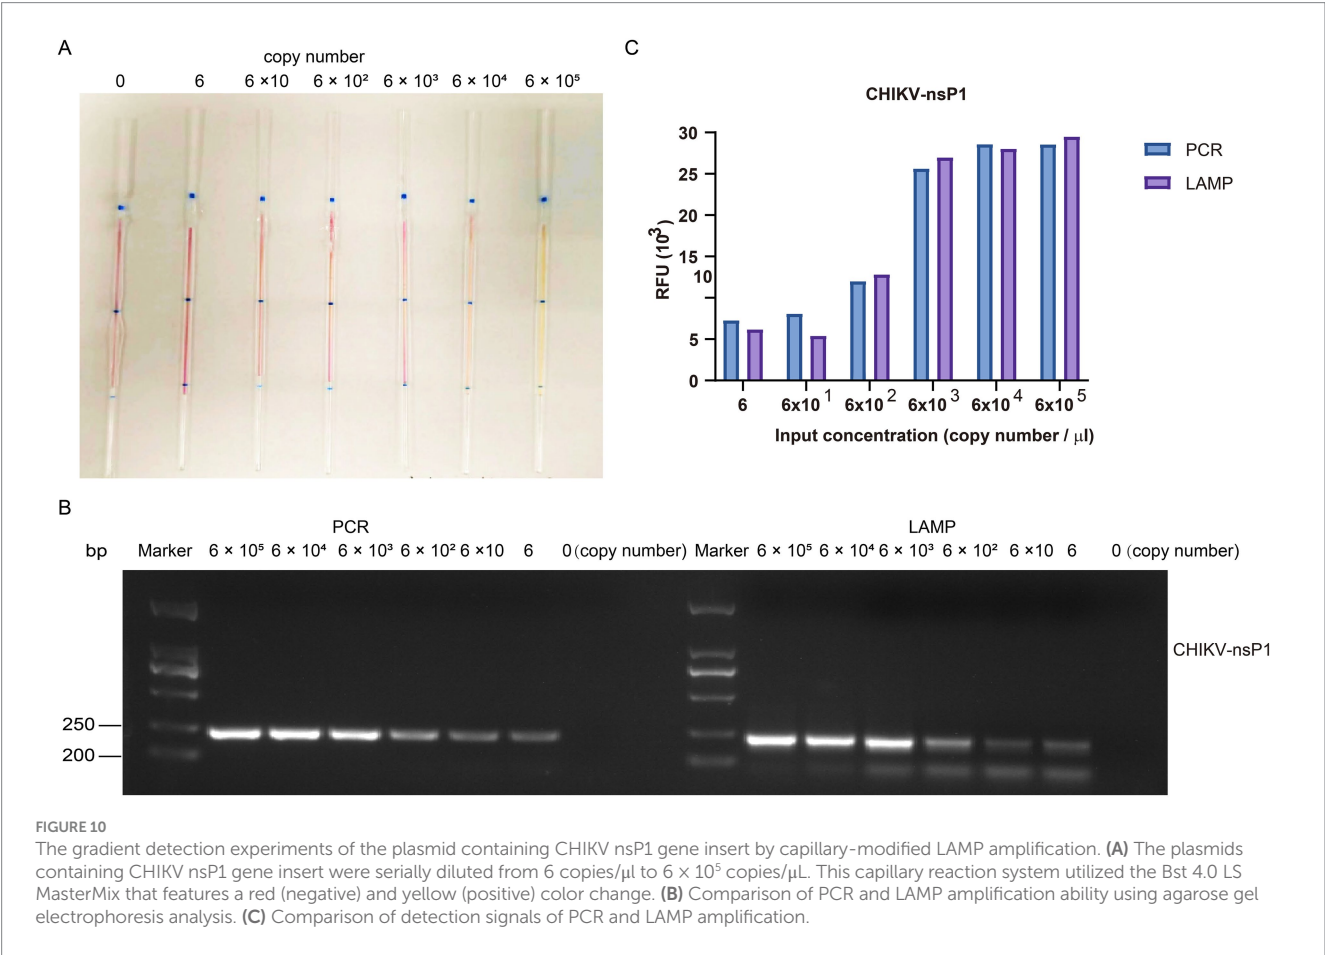 A
copy number
0 6 6 ×10 6 × 10² 6 × 10³ 6 × 10⁴ 6 × 10⁵
C
CHIKV-nsP1
30
25
20
15
10
5
0
RFU (10³)
PCR
LAMP
6 6x10¹ 6x10² 6x10³ 6x10⁴ 6x10⁵
Input concentration (copy number / μl)
B
PCR LAMP
bp Marker 6 × 10⁵ 6 × 10⁴ 6 × 10³ 6 × 10² 6 ×10 6 0(copy number) Marker 6 × 10⁵ 6 × 10⁴ 6 × 10³ 6 × 10² 6 ×10 6 0 (copy number)
CHIKV-nsP1
250
200
FIGURE 10
The gradient detection experiments of the plasmid containing CHIKV nsP1 gene insert by capillary-modified LAMP amplification. (A) The plasmids
containing CHIKV nsP1 gene insert were serially diluted from 6 copies/μl to 6 × 10⁵ copies/μL. This capillary reaction system utilized the Bst 4.0 LS
MasterMix that features a red (negative) and yellow (positive) color change. (B) Comparison of PCR and LAMP amplification ability using agarose gel
electrophoresis analysis. (C) Comparison of detection signals of PCR and LAMP amplification.